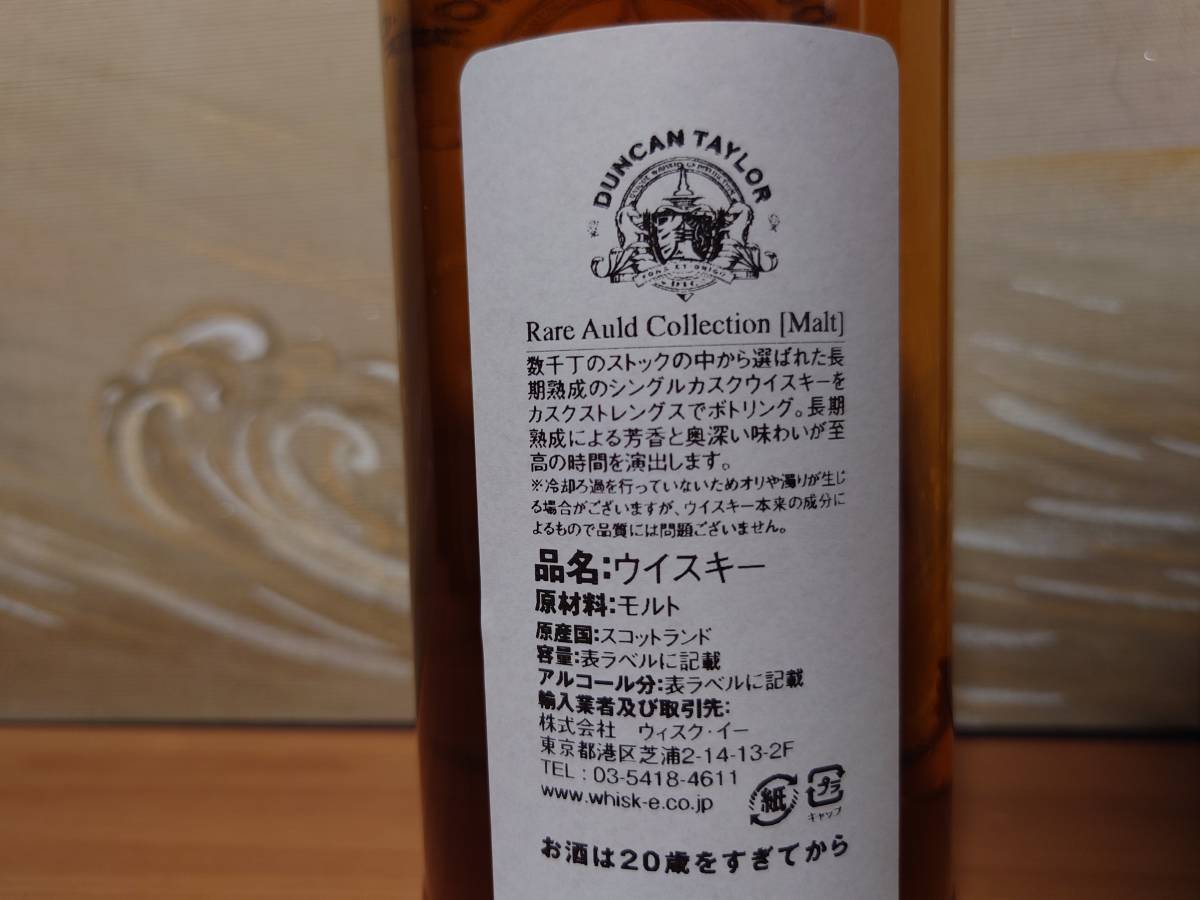 DUNCAN TAYLOR
Rare Auld Collection [Malt]
数千丁のストックの中から選ばれた長
期熟成のシングルカスクウイスキーを
カスクストレングスでボトリング。長期
熟成による芳香と奥深い味わいが至
高の時間を演出します。
※冷却ろ過を行っていないためオリや濁りが生じ
る場合がございますが、ウイスキー本来の成分に
よるもので品質には問題ございません。
品名:ウイスキー
原材料:モルト
原産国:スコットランド
容量:表ラベルに記載
アルコール分:表ラベルに記載
輸入業者及び取引先:
株式会社 ウィスク・イー
東京都港区芝浦2-14-13-2F
TEL : 03-5418-4611
www.whisk-e.co.jp
紙
プラ
キャップ
お酒は20歳をすぎてから